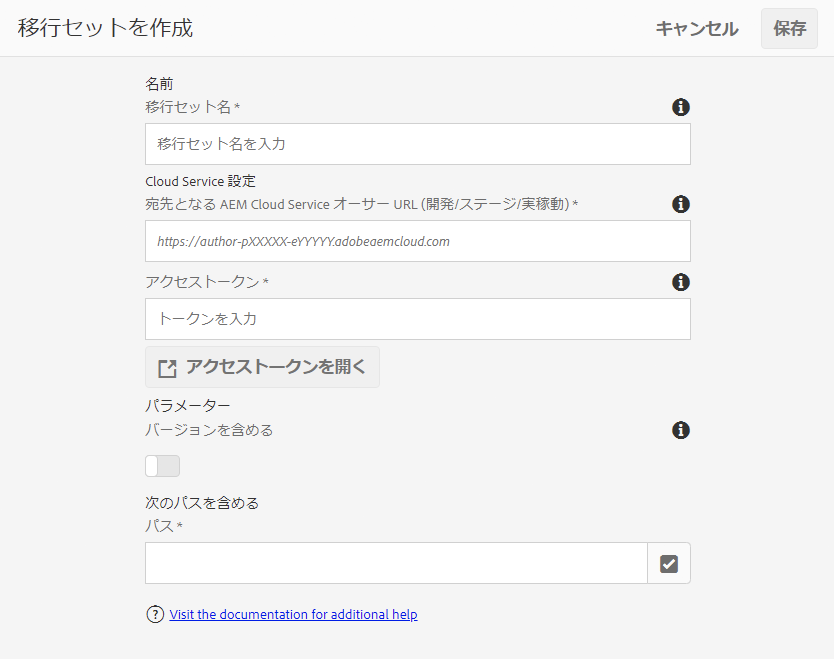 移行セットを作成
キャンセル
保存
名前
移行セット名 *
移行セット名を入力
Cloud Service 設定
宛先となる AEM Cloud Service オーサー URL (開発/ステージ/実稼動) *
https://author-pXXXXX-eYYYYY.adobeaemcloud.com
アクセストークン *
トークンを入力
アクセストークンを開く
パラメーター
バージョンを含める
次のパスを含める
パス *
Visit the documentation for additional help